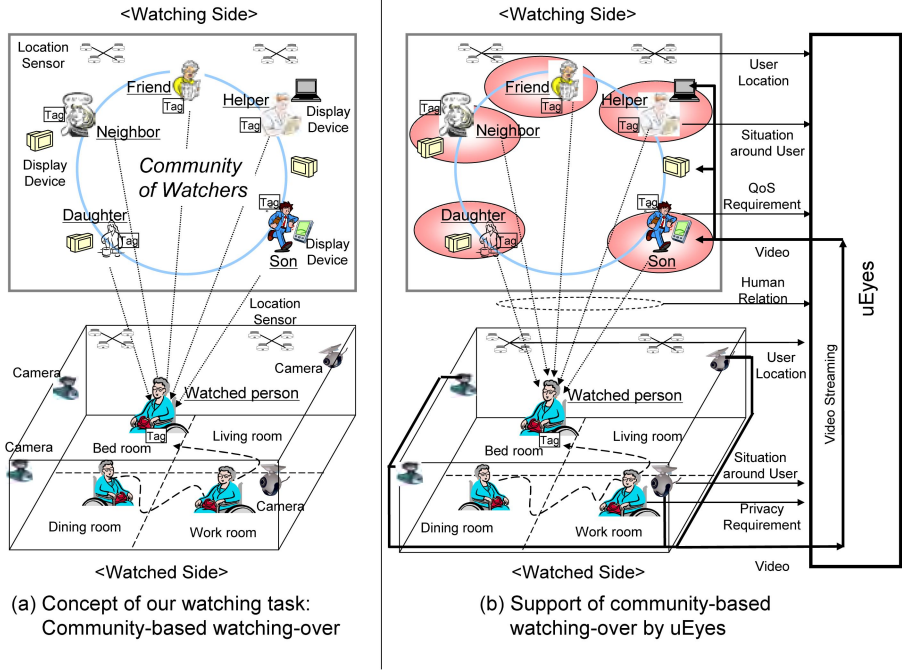 <Watching Side>
Location
Sensor
Friend
Tag
Helper
Tag
Display
Device
Tag
Neighbor
Display
Device
Community
of Watchers
Daughter
Tag
Tag
Son
Display
Device
Location
Sensor
Camera
Camera
Watched person
Tag
Bed room
Living room
Camera
Camera
Dining room
Work room
<Watched Side>
(a) Concept of our watching task:
Community-based watching-over
<Watching Side>
Friend
Tag
Helper
Tag
Tag
Neighbor
Daughter
Tag
Tag
Son
User
Location
Situation
around User
QoS
Requirement
Video
Human
Relation
User
Location
Watched person
Tag
Bed room
Living room
Dining room
Work room
Situation
around User
Privacy
Requirement
Video
Video Streaming
uEyes
<Watched Side>
(b) Support of community-based
watching-over by uEyes